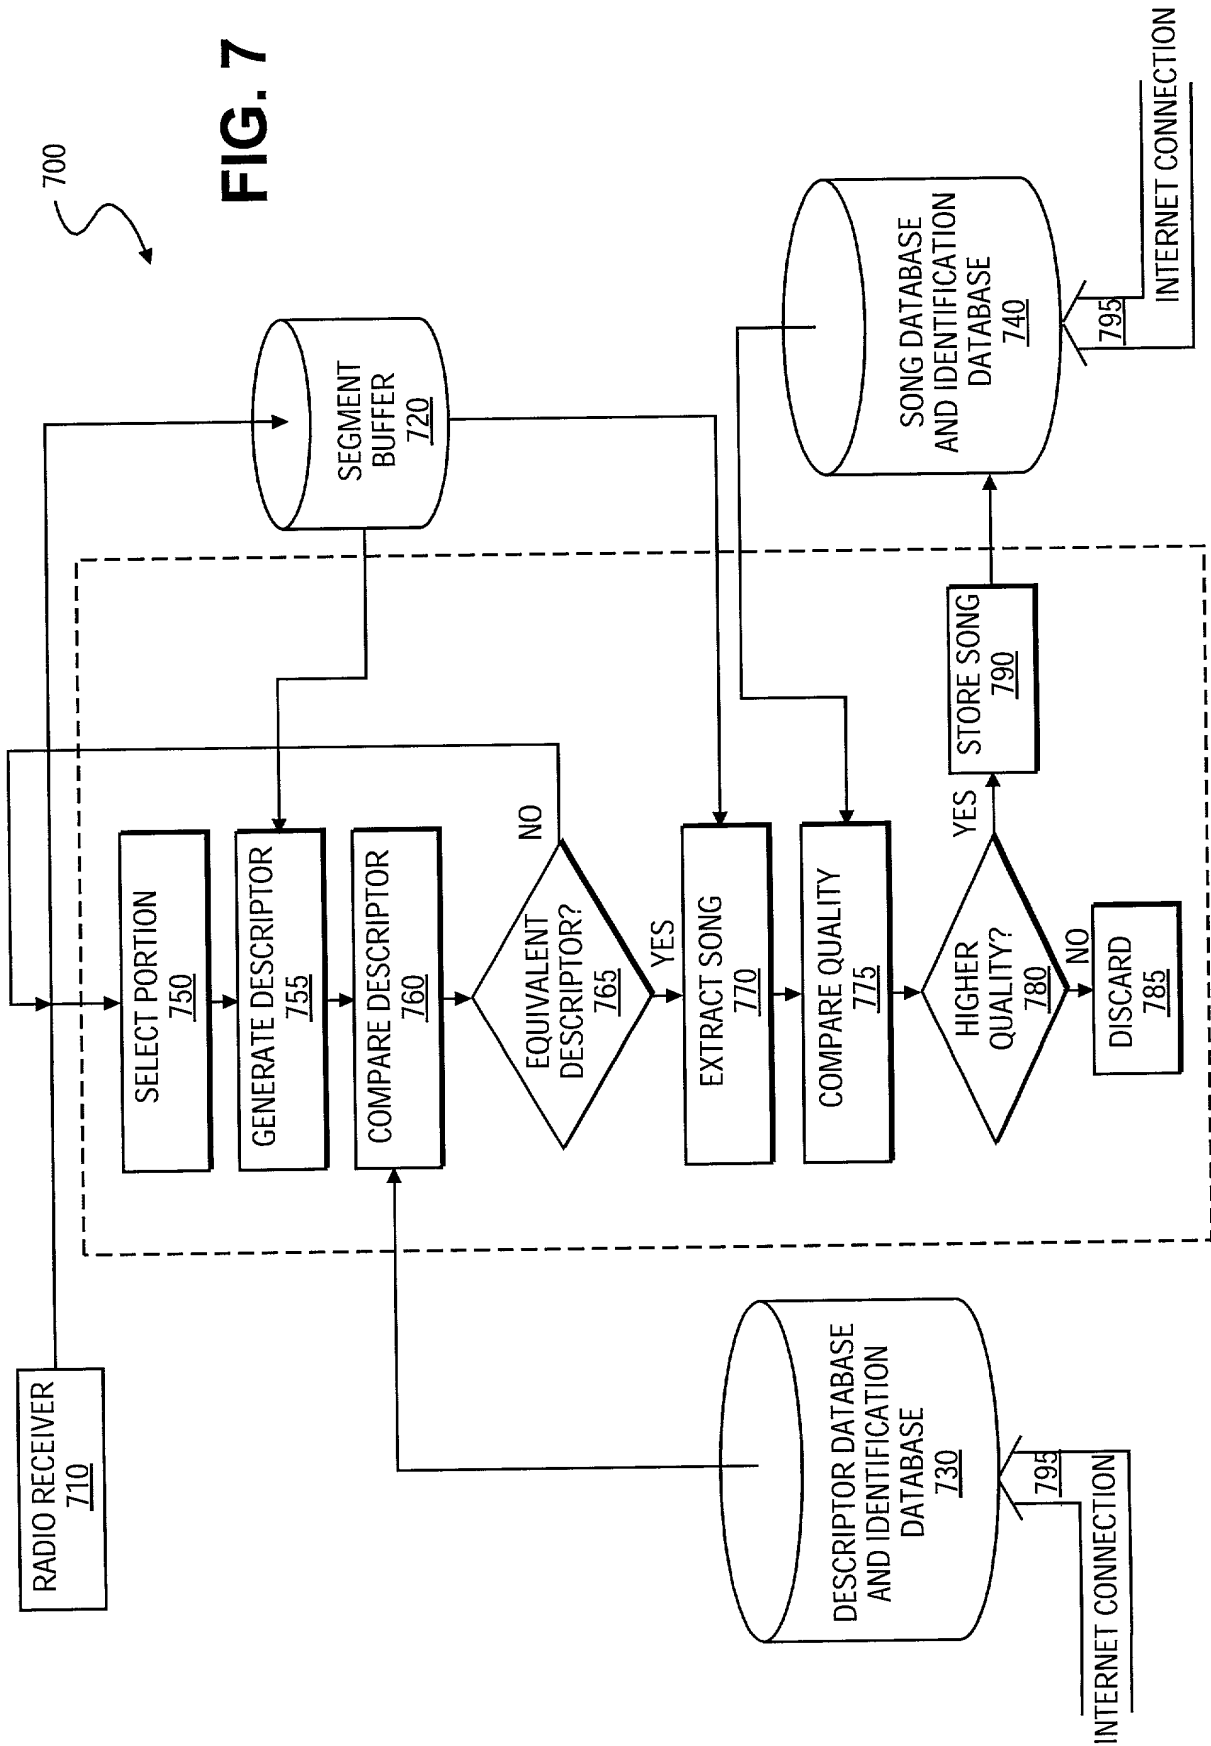 FIG. 7
700
RADIO RECEIVER
710
SEGMENT
BUFFER
720
SELECT PORTION
750
GENERATE DESCRIPTOR
755
COMPARE DESCRIPTOR
760
EQUIVALENT
DESCRIPTOR?
765
NO
YES
EXTRACT SONG
770
COMPARE QUALITY
775
HIGHER
QUALITY?
780
YES
NO
STORE SONG
790
DISCARD
785
DESCRIPTOR DATABASE
AND IDENTIFICATION
DATABASE
730
795
INTERNET CONNECTION
SONG DATABASE
AND IDENTIFICATION
DATABASE
740
795
INTERNET CONNECTION